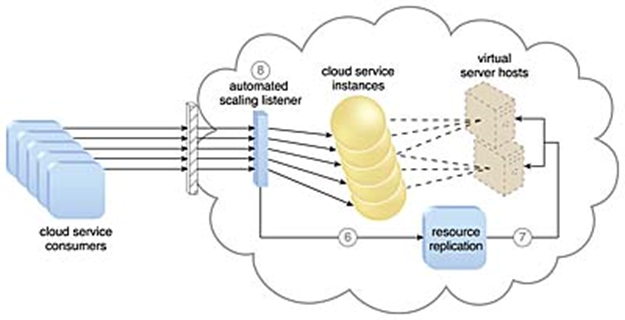 8
automated
scaling listener
cloud service
instances
virtual
server hosts
cloud service
consumers
6
resource
replication
7